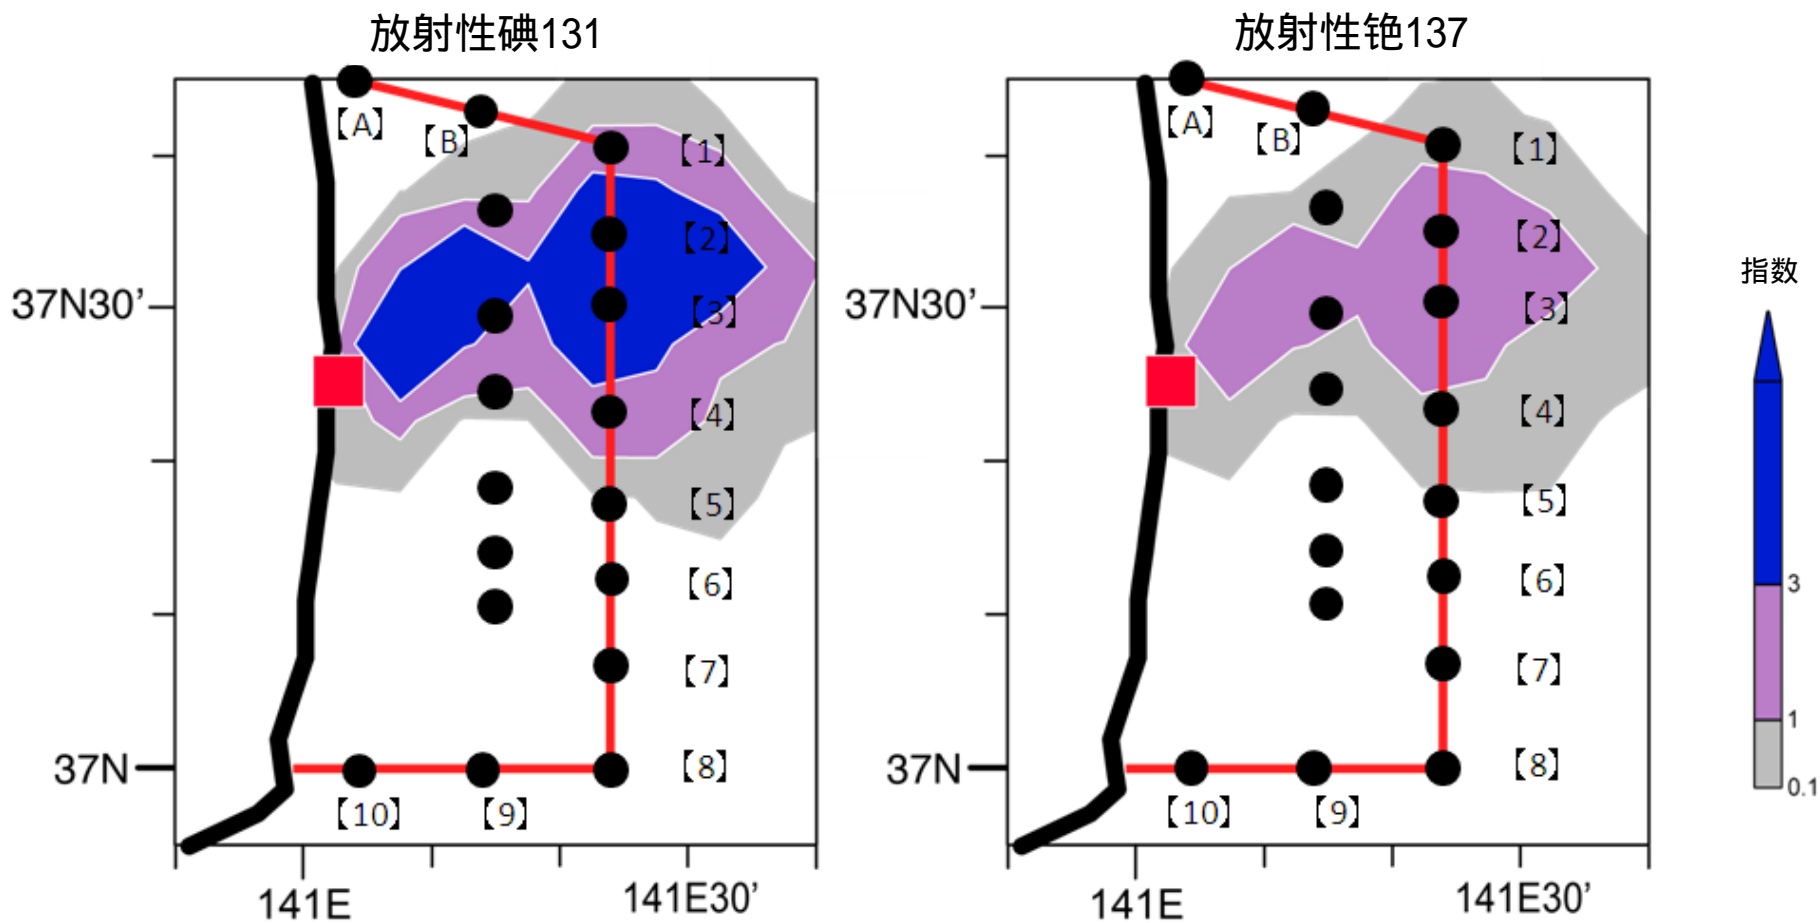 放射性碘131
放射性铯137
【A】
【B】
【1】
【2】
【3】
【4】
【5】
【6】
【7】
【8】
【9】
【10】
37N30’
37N
141E
141E30’
【A】
【B】
【1】
【2】
【3】
【4】
【5】
【6】
【7】
【8】
【9】
【10】
37N30’
37N
141E
141E30’
指数
3
1
0.1